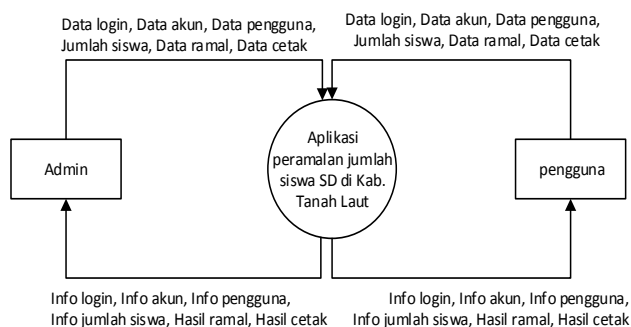 Data login, Data akun, Data pengguna,
Jumlah siswa, Data ramal, Data cetak
Data login, Data akun, Data pengguna,
Jumlah siswa, Data ramal, Data cetak
Admin
Aplikasi
peramalan jumlah
siswa SD di Kab.
Tanah Laut
pengguna
Info login, Info akun, Info pengguna,
Info jumlah siswa, Hasil ramal, Hasil cetak
Info login, Info akun, Info pengguna,
Info jumlah siswa, Hasil ramal, Hasil cetak